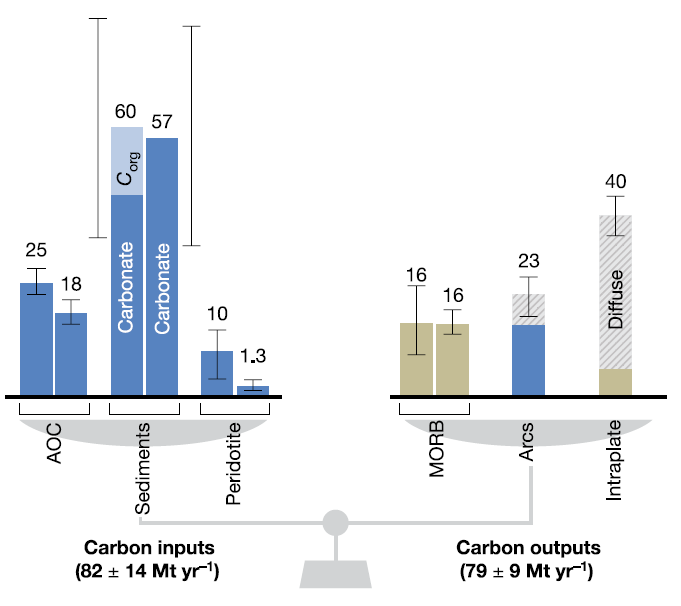 60
57
C_org
Carbonate
Carbonate
25
18
10
1.3
AOC
Sediments
Peridotite
40
23
16
16
Diffuse
MORB
Arcs
Intraplate
Carbon inputs
(82 ± 14 Mt yr⁻¹)
Carbon outputs
(79 ± 9 Mt yr⁻¹)